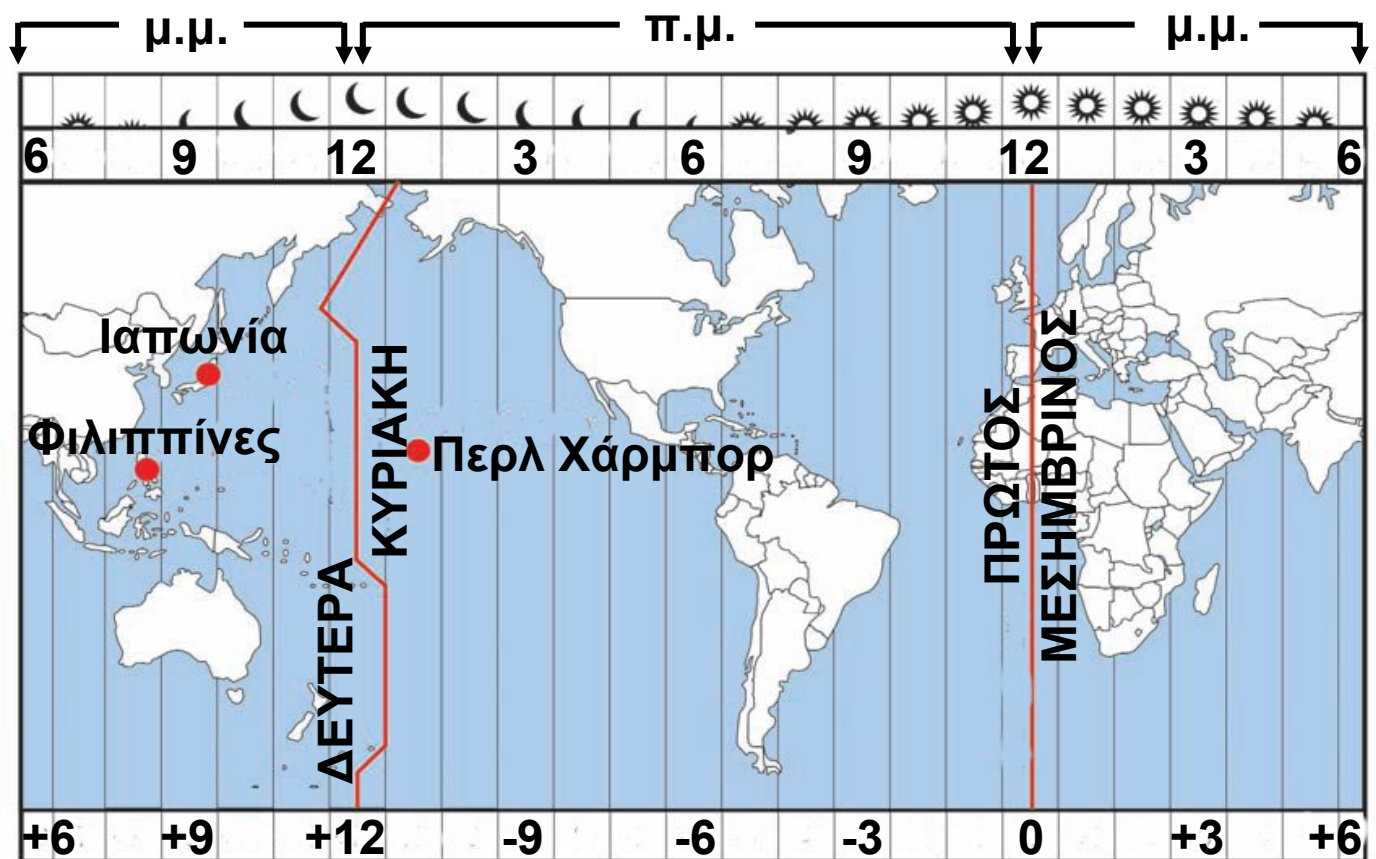 μ.μ. π.μ. μ.μ.
6 9 12 3 6 9 12 3 6
Ιαπωνία
Φιλιππίνες
Περλ Χάρμπορ
ΚΥΡΙΑΚΗ
ΔΕΥΤΕΡΑ
ΠΡΩΤΟΣ
ΜΕΣΗΜΒΡΙΝΟΣ
+6 +9 +12 -9 -6 -3 0 +3 +6